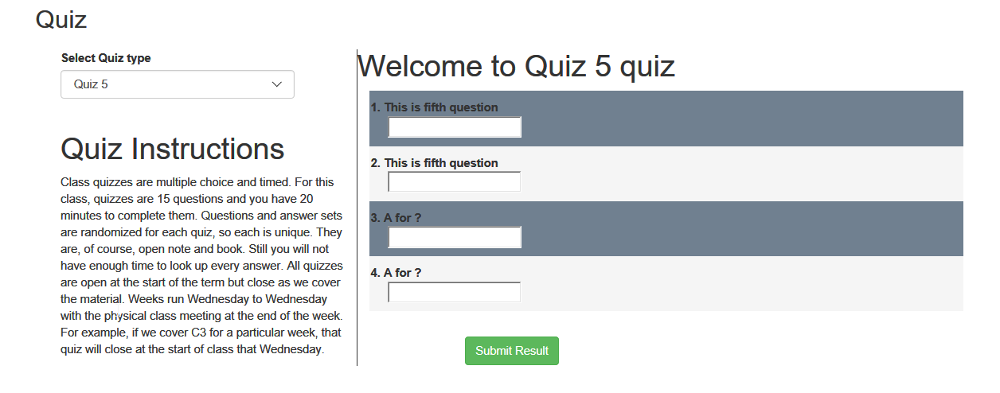 Quiz
Select Quiz type
Quiz 5
Quiz Instructions
Class quizzes are multiple choice and timed. For this
class, quizzes are 15 questions and you have 20
minutes to complete them. Questions and answer sets
are randomized for each quiz, so each is unique. They
are, of course, open note and book. Still you will not
have enough time to look up every answer. All quizzes
are open at the start of the term but close as we cover
the material. Weeks run Wednesday to Wednesday
with the physical class meeting at the end of the week.
For example, if we cover C3 for a particular week, that
quiz will close at the start of class that Wednesday.
Welcome to Quiz 5 quiz
1. This is fifth question
2. This is fifth question
3. A for ?
4. A for ?
Submit Result